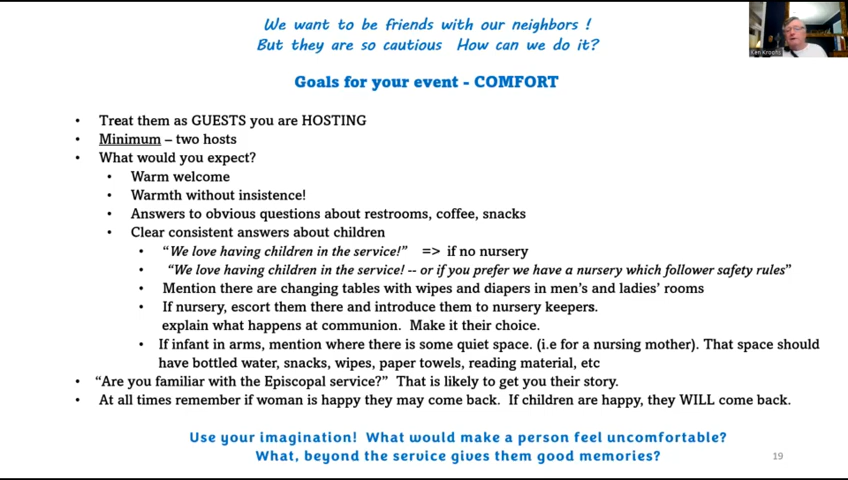 We want to be friends with our neighbors !
But they are so cautious How can we do it?
Goals for your event - COMFORT
• Treat them as GUESTS you are HOSTING
• Minimum – two hosts
• What would you expect?
• Warm welcome
• Warmth without insistence!
• Answers to obvious questions about restrooms, coffee, snacks
• Clear consistent answers about children
• “We love having children in the service!” => if no nursery
• “We love having children in the service! -- or if you prefer we have a nursery which follower safety rules”
• Mention there are changing tables with wipes and diapers in men’s and ladies’ rooms
• If nursery, escort them there and introduce them to nursery keepers.
explain what happens at communion. Make it their choice.
• If infant in arms, mention where there is some quiet space. (i.e for a nursing mother). That space should
have bottled water, snacks, wipes, paper towels, reading material, etc
• “Are you familiar with the Episcopal service?” That is likely to get you their story.
• At all times remember if woman is happy they may come back. If children are happy, they WILL come back.
Use your imagination! What would make a person feel uncomfortable?
What, beyond the service gives them good memories?
19